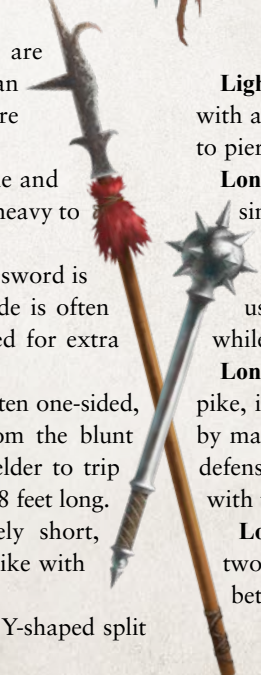 are
an
re
e and
heavy to
sword is
de is often
ed for extra
ten one-sided,
om the blunt
elder to trip
8 feet long.
ely short,
ike with
Y-shaped split
Ligh
with a
to pier
Lon
sin
us
while
Lon
pike, i
by ma
defens
with
Lo
two
bet